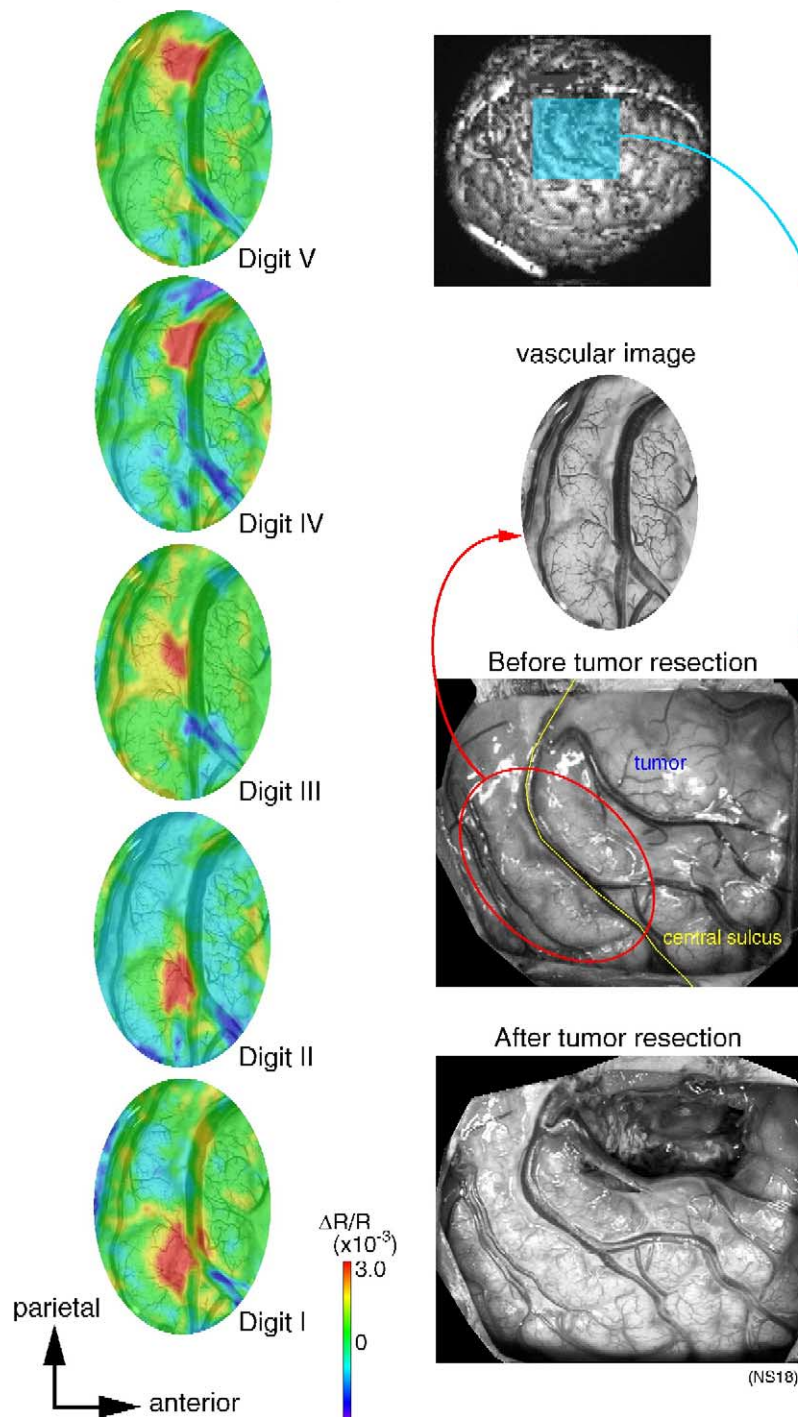 Digit V
Digit IV
Digit III
Digit II
Digit I
ΔR/R
(x10⁻³)
3.0
0
parietal
anterior
vascular image
Before tumor resection
tumor
central sulcus
After tumor resection
(NS18)